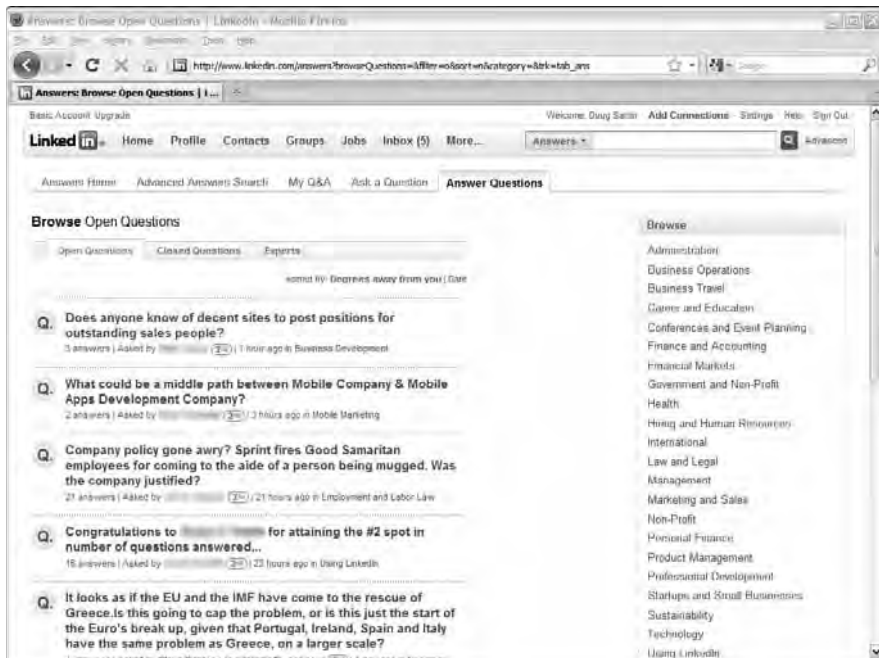 Answers: Browse Open Questions | LinkedIn - Mozilla Firefox
File Edit View History Bookmarks Tools Help
http://www.linkedin.com/answers?browseQuestions=&filter=o&sort=n&category=&trk=tab_ans
Answers: Browse Open Questions | L...
Basic Account: Upgrade Welcome, Doug Add Connections Settings Help Sign Out
Linked in Home Profile Contacts Groups Jobs Inbox (5) More... Answers Advanced
Answers Home Advanced Answers Search My Q&A Ask a Question Answer Questions
Browse Open Questions
Open Questions Closed Questions Experts
sorted by: Degrees away from you | Date
Q. Does anyone know of decent sites to post positions for
outstanding sales people?
3 answers | Asked by | 1 hour ago in Business Development
Q. What could be a middle path between Mobile Company & Mobile
Apps Development Company?
2 answers | Asked by | 3 hours ago in Mobile Marketing
Q. Company policy gone awry? Sprint fires Good Samaritan
employees for coming to the aide of a person being mugged. Was
the company justified?
21 answers | Asked by | 21 hours ago in Employment and Labor Law
Q. Congratulations to for attaining the #2 spot in
number of questions answered...
16 answers | Asked by | 23 hours ago in Using LinkedIn
Q. It looks as if the EU and the IMF have come to the rescue of
Greece.Is this going to cap the problem, or is this just the start of
the Euro's break up, given that Portugal, Ireland, Spain and Italy
have the same problem as Greece, on a larger scale?
Browse
Administration
Business Operations
Business Travel
Career and Education
Conferences and Event Planning
Finance and Accounting
Financial Markets
Government and Non-Profit
Health
Hiring and Human Resources
International
Law and Legal
Management
Marketing and Sales
Non-Profit
Personal Finance
Product Management
Professional Development
Startups and Small Businesses
Sustainability
Technology
Using LinkedIn